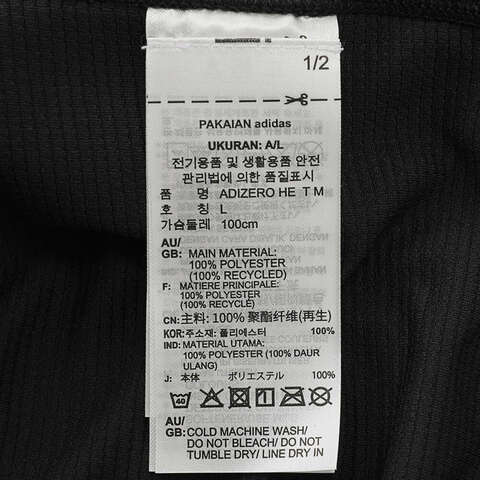 1/2
PAKAIAN adidas
UKURAN: A/L
전기용품 및 생활용품 안전
관리법에 의한 품질표시
품 명 ADIZERO HE T M
호 칭 L
가슴둘레 100cm
AU/
GB: MAIN MATERIAL:
100% POLYESTER
(100% RECYCLED)
F: MATIERE PRINCIPALE:
100% POLYESTER
(100% RECYCLE)
CN: 主料: 100% 聚酯纤维(再生)
KOR: 주소재: 폴리에스터 100%
IND: MATERIAL UTAMA:
100% POLYESTER (100% DAUR
ULANG)
J: 本体 ポリエステル 100%
40
AU/
GB: COLD MACHINE WASH/
DO NOT BLEACH/ DO NOT
TUMBLE DRY/ LINE DRY IN